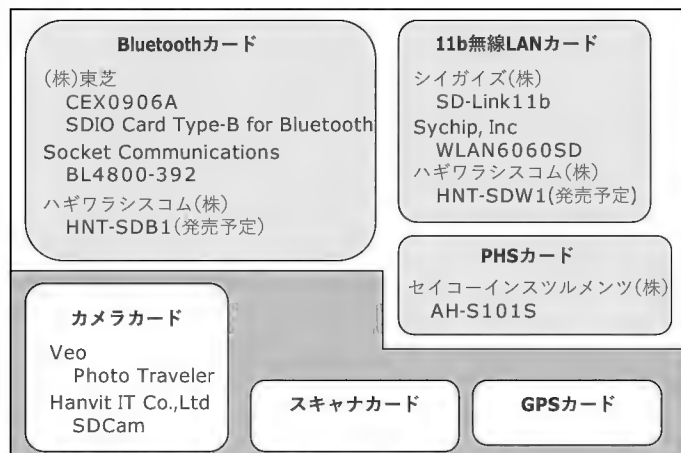 Bluetoothカード
(株)東芝
CEX0906A
SDIO Card Type-B for Bluetooth
Socket Communications
BL4800-392
ハギワラシスコム(株)
HNT-SDB1(発売予定)
11b無線LANカード
シイガイズ(株)
SD-Link11b
Sychip, Inc
WLAN6060SD
ハギワラシスコム(株)
HNT-SDW1(発売予定)
PHSカード
セイコーインスツルメンツ(株)
AH-S101S
カメラカード
Veo
Photo Traveler
Hanvit IT Co.,Ltd
SDCam
スキャナカード
GPSカード